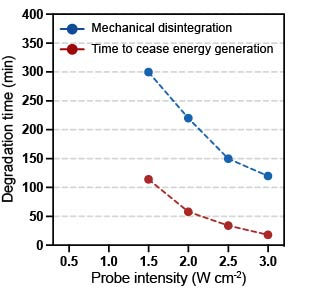 400
350
300
250
200
150
100
50
0
Degradation time (min)
Mechanical disintegration
Time to cease energy generation
0.5 1.0 1.5 2.0 2.5 3.0
Probe intensity (W cm⁻²)